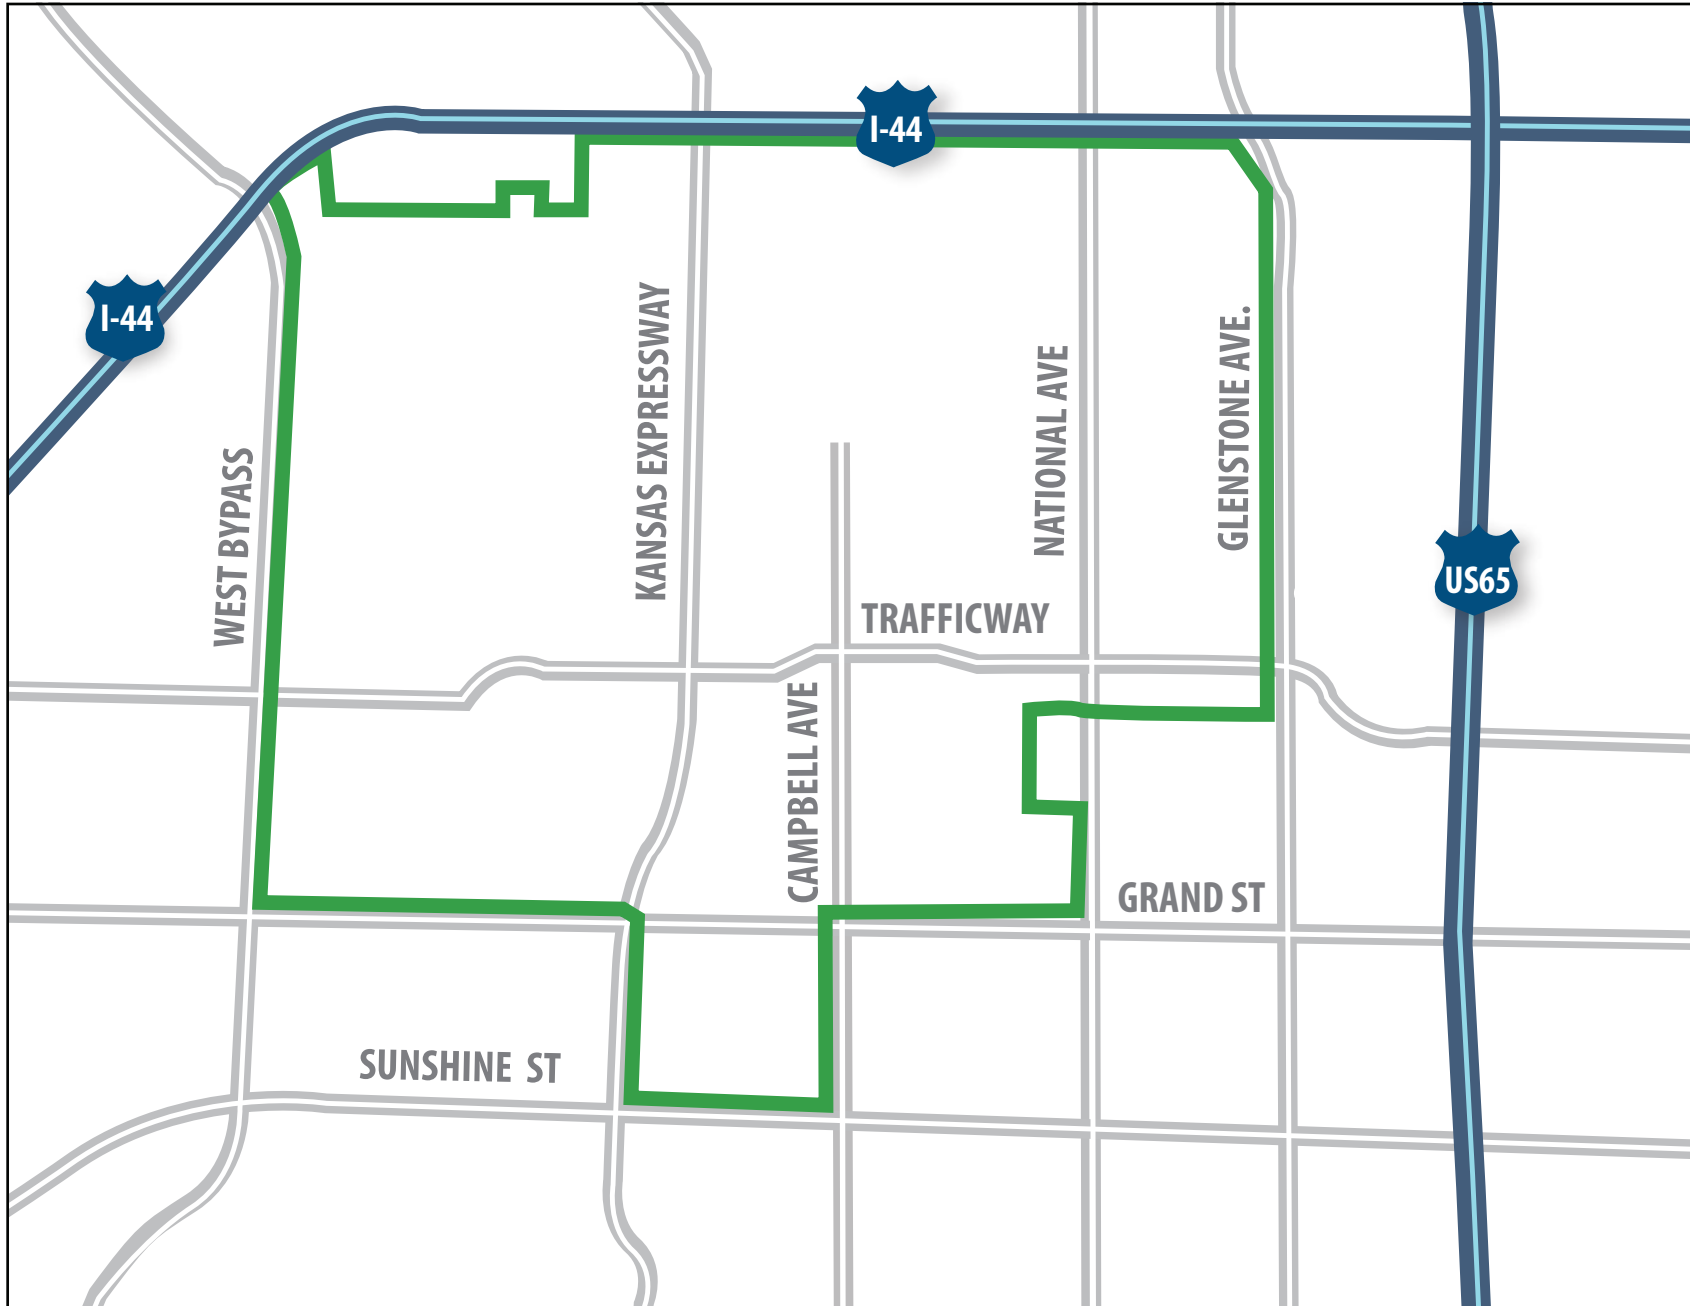 I-44
I-44
KANSAS EXPRESSWAY
GLENSTONE AVE.
NATIONAL AVE
WEST BYPASS
US65
TRAFFICWAY
CAMPBELL AVE
GRAND ST
SUNSHINE ST